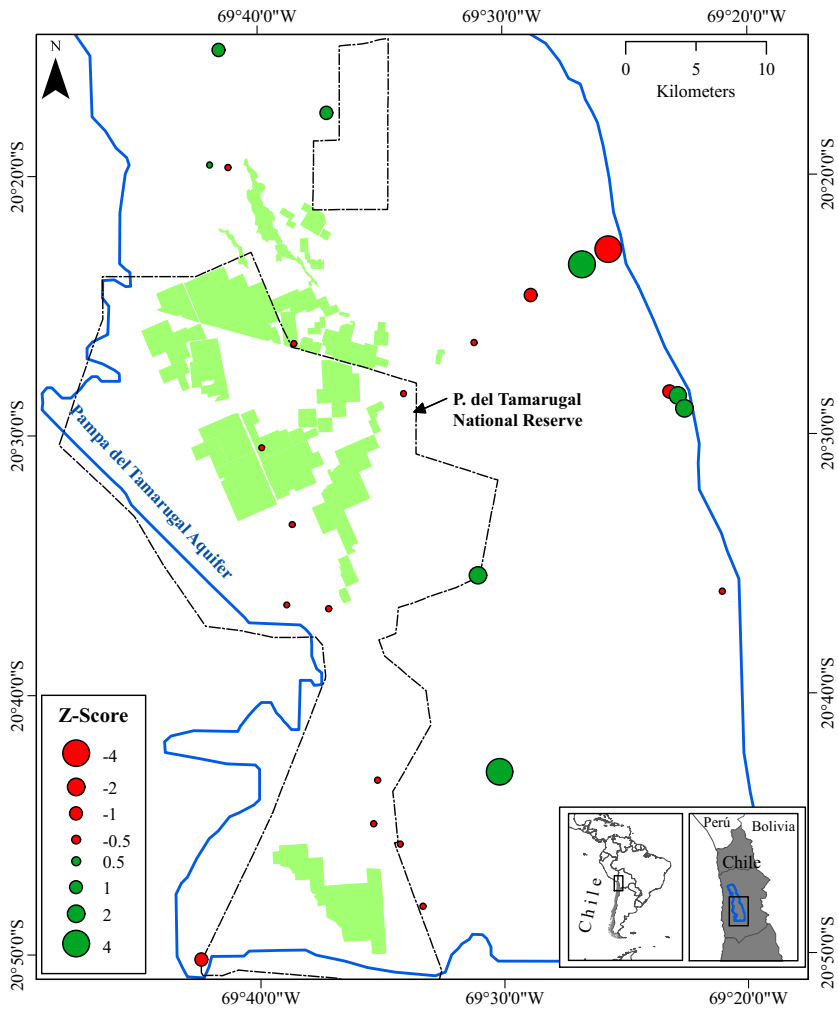 69°40'0"W
69°30'0"W
69°20'0"W
N
0
5
10
Kilometers
20°20'0"S
20°20'0"S
P. del Tamarugal
National Reserve
20°30'0"S
20°30'0"S
Pampa del Tamarugal Aquifer
20°40'0"S
20°40'0"S
Z-Score
-4
-2
-1
-0.5
0.5
1
2
4
Chile
Perú
Bolivia
Chile
20°50'0"S
20°50'0"S
69°40'0"W
69°30'0"W
69°20'0"W